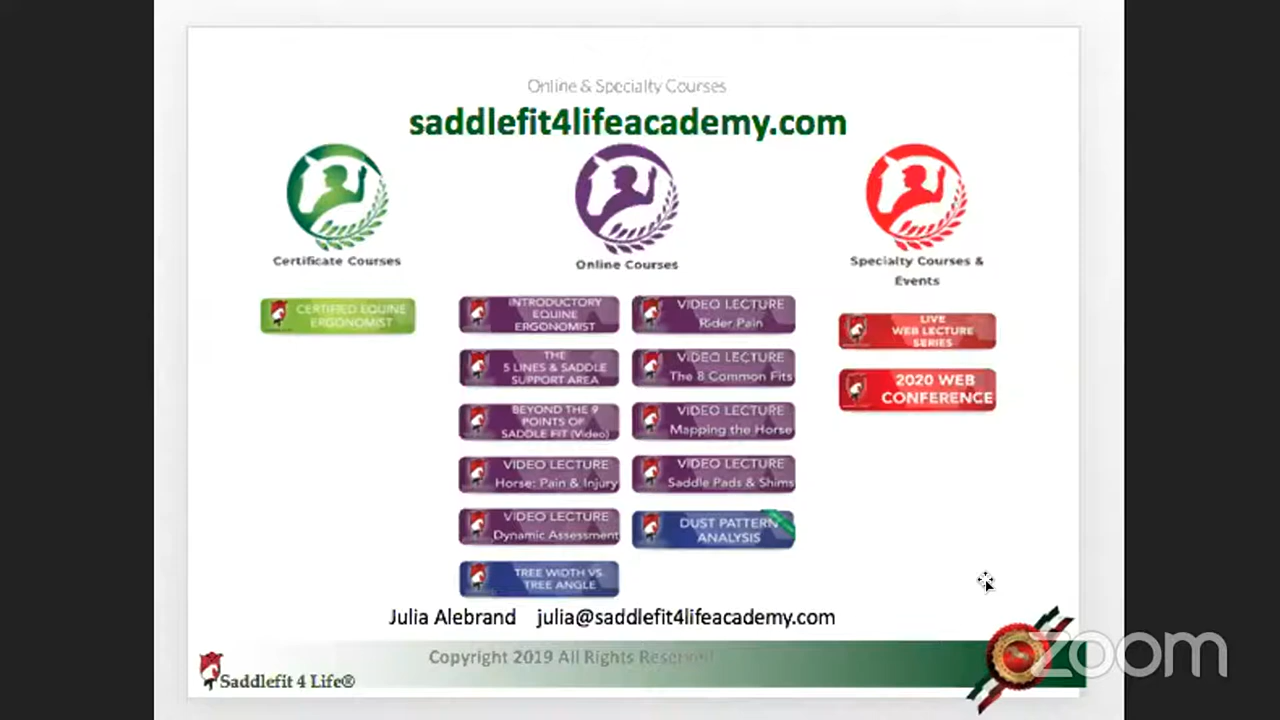 Online & Specialty Courses
saddlefit4lifeacademy.com
Certificate Courses
CERTIFIED EQUINE
ERGONOMIST
Online Courses
INTRODUCTORY
EQUINE
ERGONOMIST
THE
5 LINES & SADDLE
SUPPORT AREA
BEYOND THE 9
POINTS OF
SADDLE FIT (Video)
VIDEO LECTURE
Horse: Pain & Injury
VIDEO LECTURE
Dynamic Assessment
TREE WIDTH VS.
TREE ANGLE
VIDEO LECTURE
Rider Pain
VIDEO LECTURE
The 8 Common Fits
VIDEO LECTURE
Mapping the Horse
VIDEO LECTURE
Saddle Pads & Shims
DUST PATTERN
ANALYSIS
Specialty Courses &
Events
LIVE
WEB LECTURE
SERIES
2020 WEB
CONFERENCE
Julia Alebrand julia@saddlefit4lifeacademy.com
Copyright 2019 All Rights Reserved
Saddlefit 4 Life®
zoom